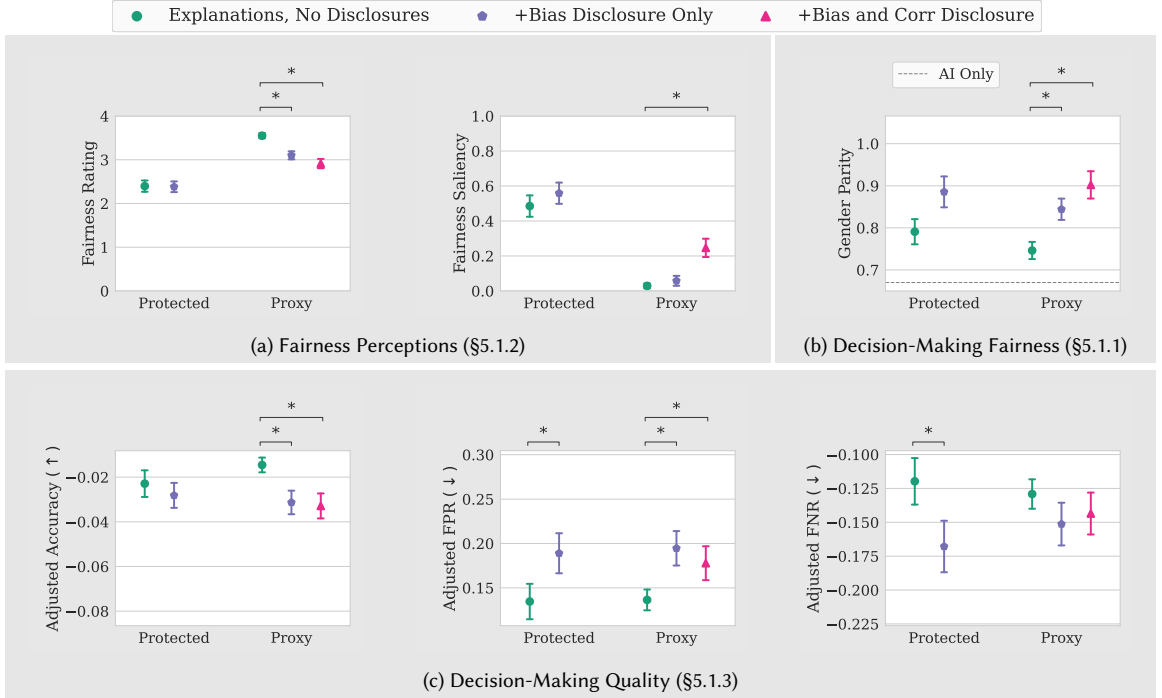 Explanations, No Disclosures +Bias Disclosure Only +Bias and Corr Disclosure
* *
Fairness Rating
4
3
2
1
0
Protected Proxy
*
Fairness Saliency
1.0
0.8
0.6
0.4
0.2
0.0
Protected Proxy
(a) Fairness Perceptions (§5.1.2)
AI Only
* *
Gender Parity
1.0
0.9
0.8
0.7
Protected Proxy
(b) Decision-Making Fairness (§5.1.1)
* *
Adjusted Accuracy (↑)
−0.02
−0.04
−0.06
−0.08
Protected Proxy
* * *
Adjusted FPR (↓)
0.30
0.25
0.20
0.15
Protected Proxy
*
Adjusted FNR (↓)
−0.100
−0.125
−0.150
−0.175
−0.200
−0.225
Protected Proxy
(c) Decision-Making Quality (§5.1.3)